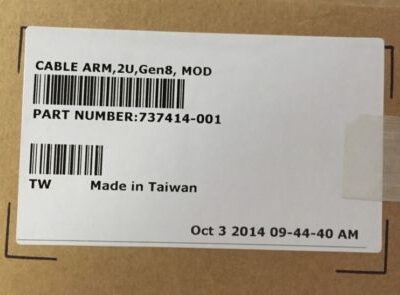 CABLE ARM,2U,Gen8, MOD
PART NUMBER:737414-001
TW Made in Taiwan
Oct 3 2014 09-44-40 AM